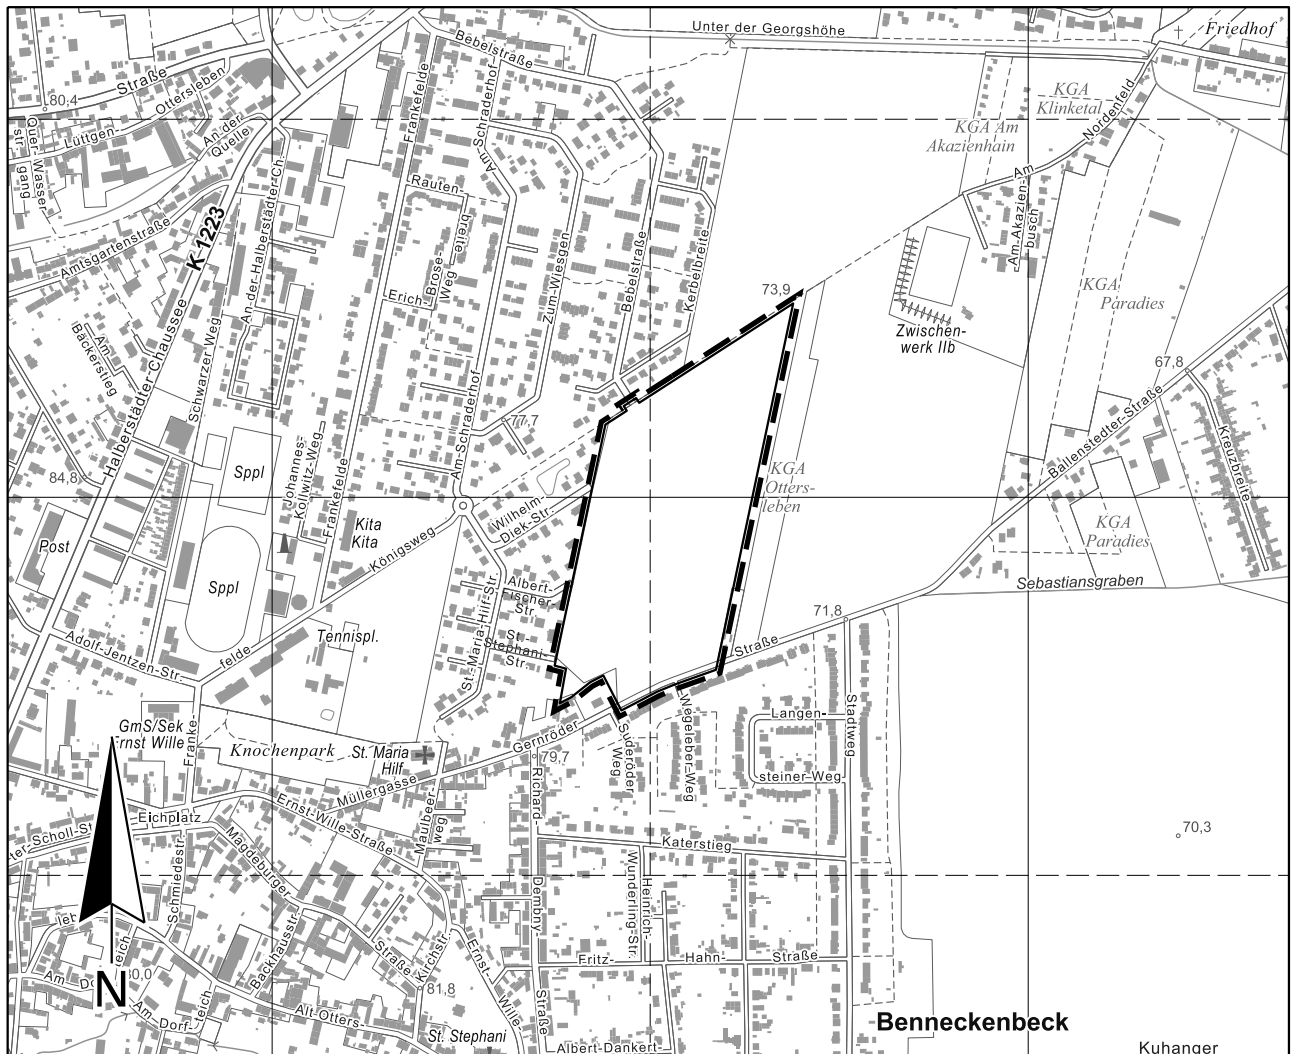 Unter der Georgshöhe
Friedhof
Bebelstraße
Straße
80,4
Lüttgen-
Ottersleben
An der
Quelle
Quer
str
Wasser
gang
Frankefelde
Am-Schraderhof
KGA
Klinketal
KGA Am
Akazienhain
Nordenfeld
Am
Am-Akazien-
busch
Rauten-
breite-
Weg
Brose-
Erich-
Amtsgartenstraße
K 1223
An-der-Halberstädter-Ch.
Zum-Wiesgen
Bebelstraße
Kerbelbreite
73,9
Zwischen-
werk IIb
KGA
Paradies
67,8
Am
Bäckerstieg
Halberstädter Chaussee
Schwarzer Weg
Am-Schraderhof
77,7
Ballenstedter-Straße
Kreuzbreite
84,8
Sppl
Johannes-
Kollwitz-Weg
Frankefelde
KGA
Otters-
leben
Post
Kita
Kita
Königsweg
Wilhelm-
Diek-Str.
KGA
Paradies
Sppl
Albert-
Fischer-
Str.
Sebastiansgraben
71,8
Adolf-Jentzen-Str.
felde
Tennispl.
St.-Maria-Hilf-Str.
St.-
Stephani-
Str.
Straße
GmS/Sek
Ernst Wille
Franke-
Knochenpark
St. Maria
Hilf
Gernröder
79,7
Suderöder
Weg
Wegeleber-Weg
Langen-
steiner-Weg
Stadtweg
Müllergasse
Maulbeer-
weg
Richard
Eichplatz
Ernst-Wille-Straße
ter-Scholl-St
Magdeburger
Schmiedestr.
Katerstieg
70,3
Dembny
Wunderling-Str.
Heinrich-
Backhausstr.
Straße
Kirchstr.
Ernst-
Wille
Fritz-
Hahn-
Straße
Am
N
81,8
Am
Dorf-
teich
Alt-Otters-
St. Stephani
Straße
Albert-Dankert-
Benneckenbeck
Kuhanger